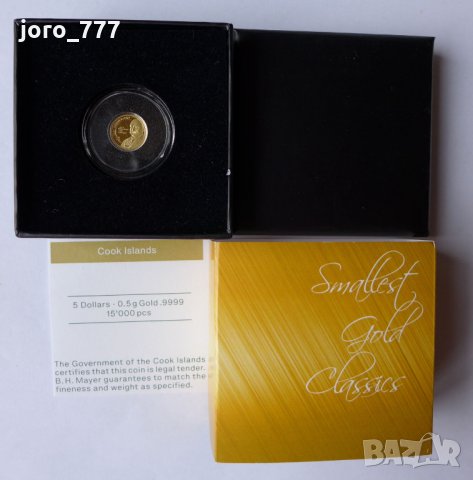 joro_777
Cook Islands
5 Dollars · 0.5g Gold .9999
15'000 pcs
The Government of the Cook Islands
certifies that this coin is legal tender.
B. H. Mayer guarantees to match the
fineness and weight as specified.
Smallest
Gold
Classics
BAZAR